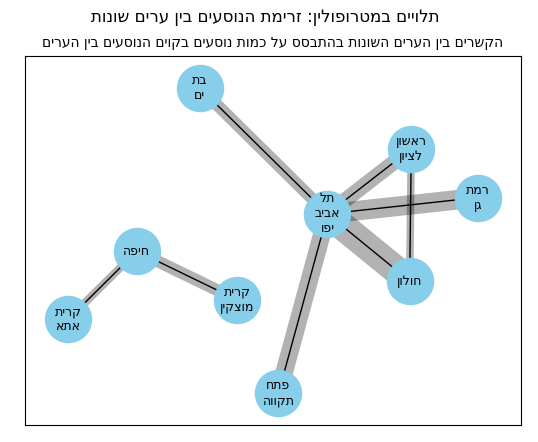 תלויים במטרופולין: זרימת הנוסעים בין ערים שונות
הקשרים בין הערים השונות בהתבסס על כמות נוסעים בקוים הנוסעים בין הערים
בת
ים
ראשון
לציון
רמת
גן
תל
אביב
יפו
חיפה
חולון
קרית
מוצקין
קרית
אתא
פתח
תקווה